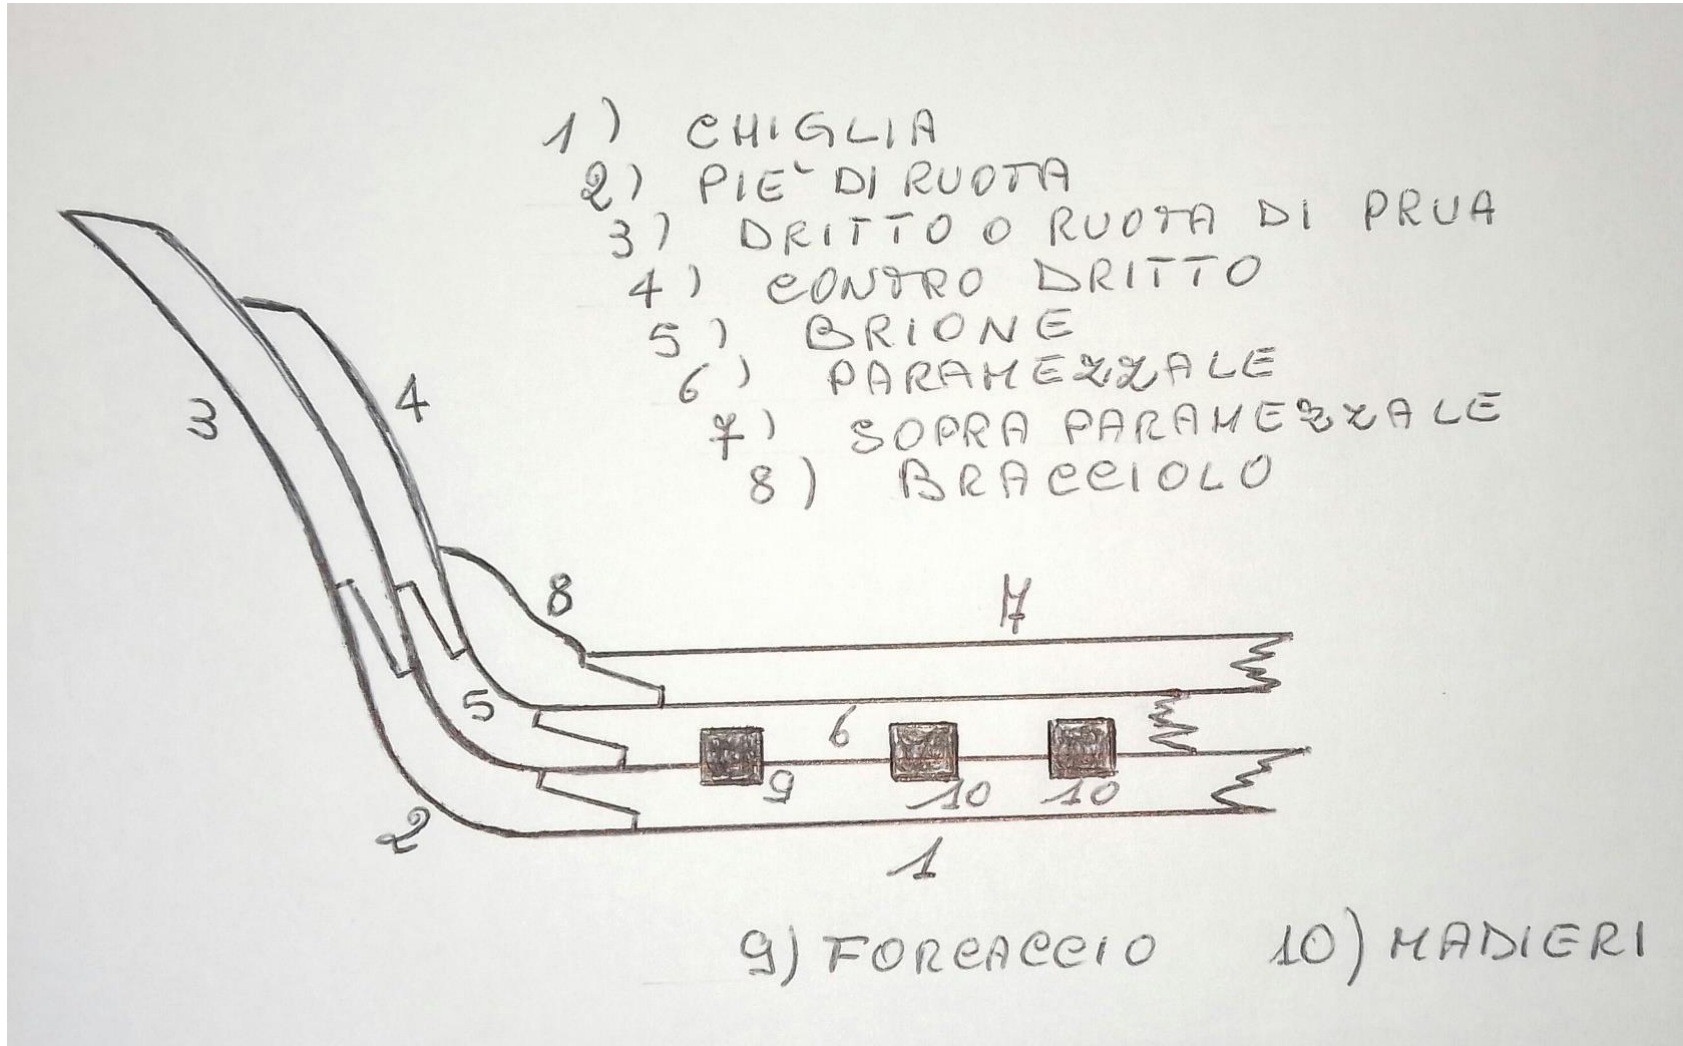 1) CHIGLIA
2) PIE` DI RUOTA
3) DRITTO O RUOTA DI PRUA
4) CONTRO DRITTO
5) BRIONE
6) PARAMEZZALE
7) SOPRA PARAMEZZALE
8) BRACCIOLO
3
4
8
7
5
6
9
10
10
2
1
9) FORCACCIO 10) MADIERI